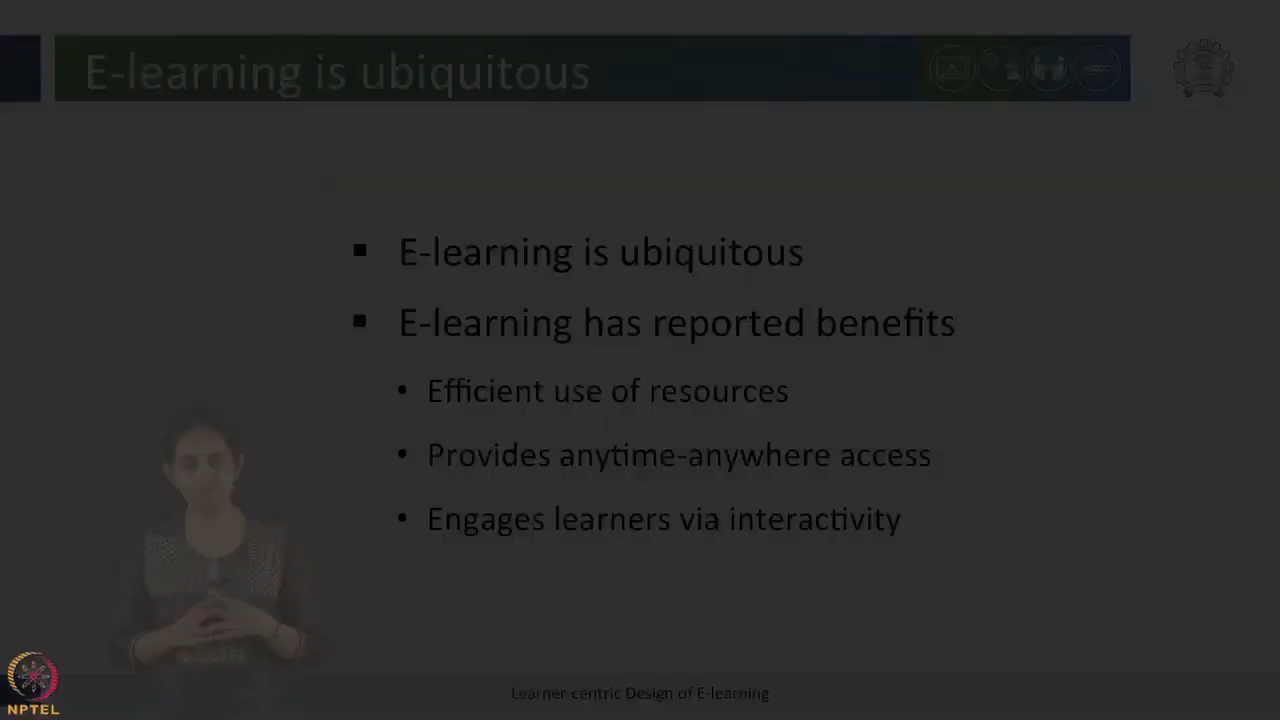 E-learning is ubiquitous
E-learning is ubiquitous
E-learning has reported benefits
Efficient use of resources
Provides anytime-anywhere access
Engages learners via interactivity
Learner-centric Design of E-learning
NPTEL